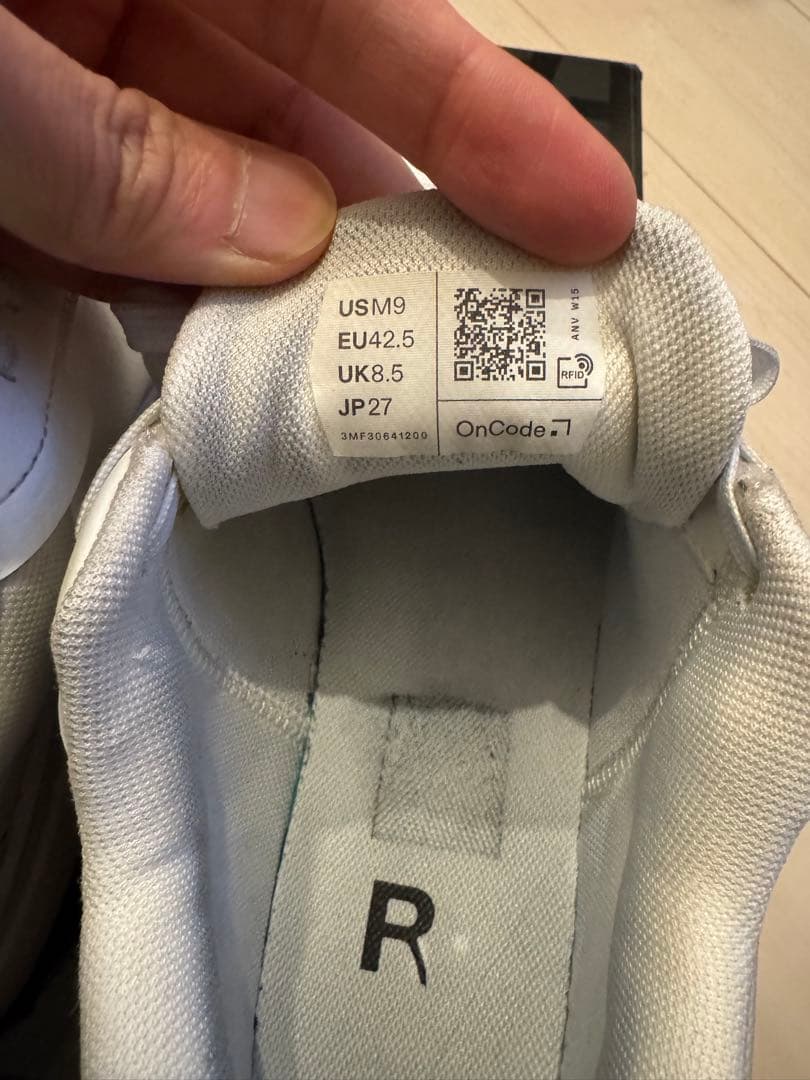 USM9
EU42.5
UK8.5
JP27
3MF30641200
ANV W15
RFID
OnCode
R